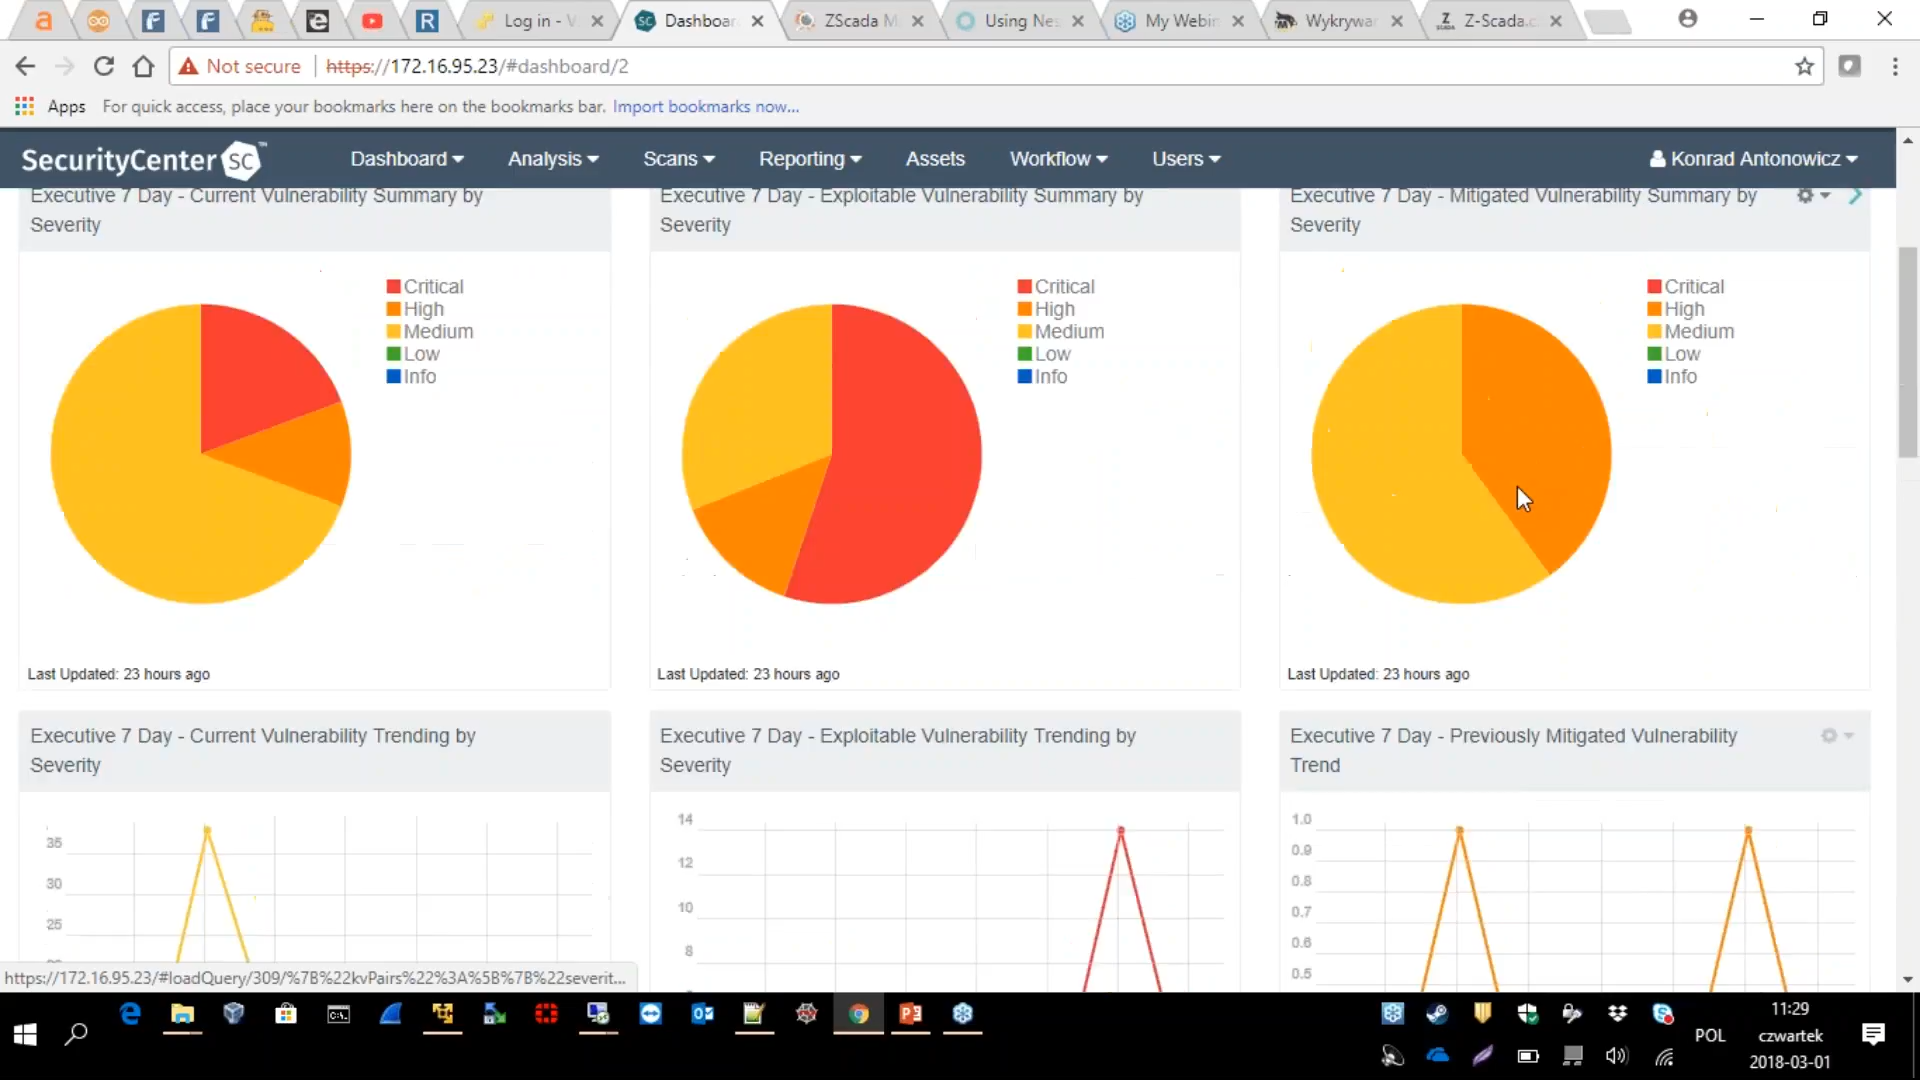 Log in - V
Dashboar
ZScada M
Using Nes
My Webin
Wykrywar
Z-Scada.c
Not secure
https://172.16.95.23/#dashboard/2
Apps
For quick access, place your bookmarks here on the bookmarks bar. Import bookmarks now...
SecurityCenter SC
Dashboard
Analysis
Scans
Reporting
Assets
Workflow
Users
Konrad Antonowicz
Executive 7 Day - Current Vulnerability Summary by
Severity
Critical
High
Medium
Low
Info
Last Updated: 23 hours ago
Executive 7 Day - Exploitable Vulnerability Summary by
Severity
Critical
High
Medium
Low
Info
Last Updated: 23 hours ago
Executive 7 Day - Mitigated Vulnerability Summary by
Severity
Critical
High
Medium
Low
Info
Last Updated: 23 hours ago
Executive 7 Day - Current Vulnerability Trending by
Severity
35
30
25
Executive 7 Day - Exploitable Vulnerability Trending by
Severity
14
12
10
8
Executive 7 Day - Previously Mitigated Vulnerability
Trend
1.0
0.9
0.8
0.7
0.6
0.5
https://172.16.95.23/#loadQuery/309/%7B%22kvPairs%22%3A%5B%7B%22severit...
POL
11:29
czwartek
2018-03-01